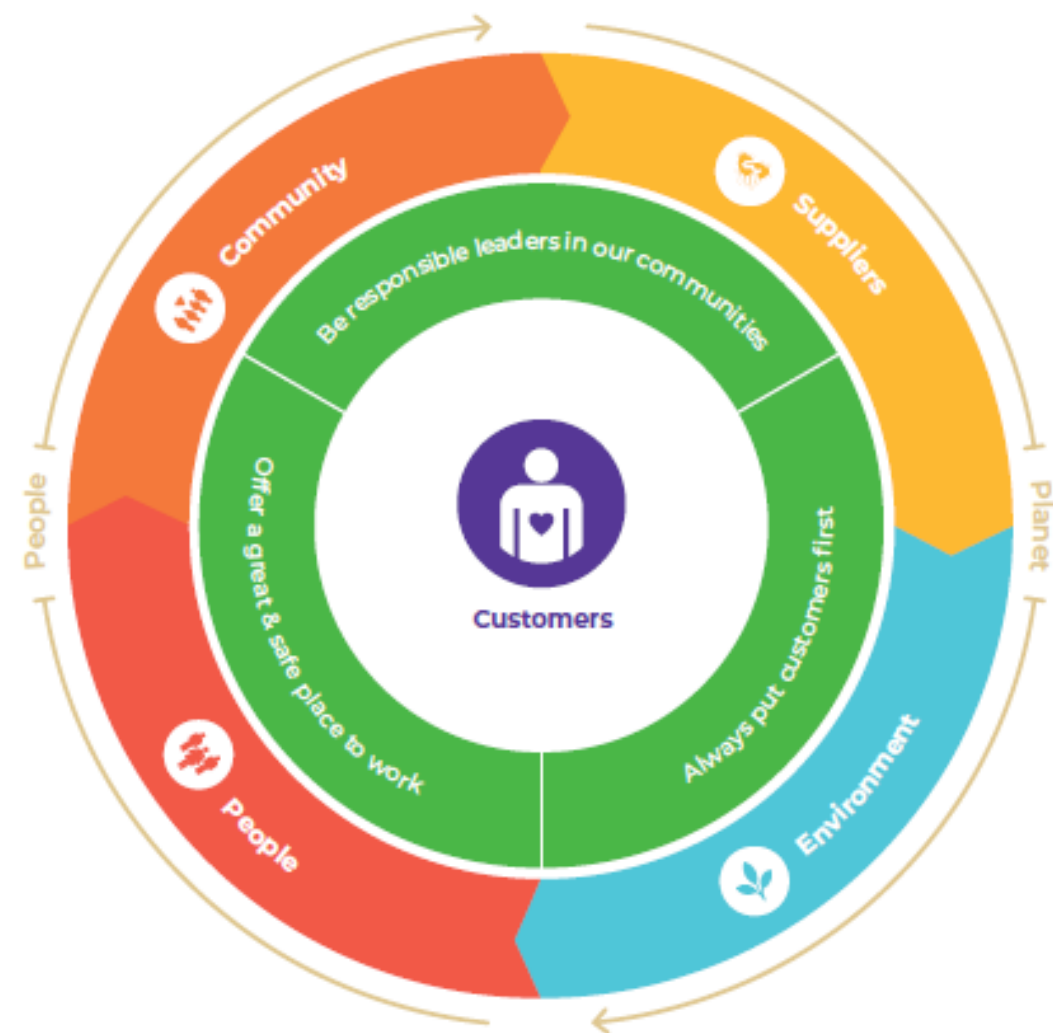 Community
Suppliers
Be responsible leaders in our communities
People
Planet
Offer a great & safe place to work
Always put customers first
Customers
People
Environment